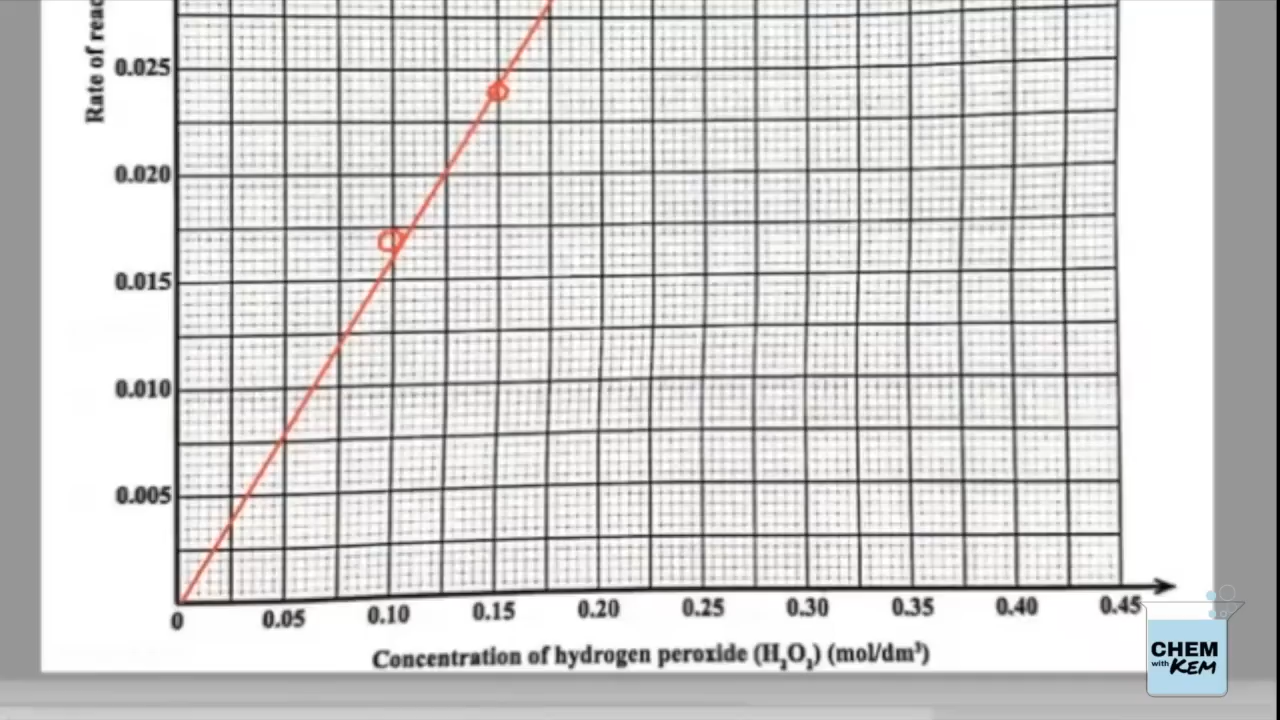 Rate of reac
0.025
0.020
0.015
0.010
0.005
0 0.05 0.10 0.15 0.20 0.25 0.30 0.35 0.40 0.45
Concentration of hydrogen peroxide (H₂O₂) (mol/dm³)
CHEM
with KEM